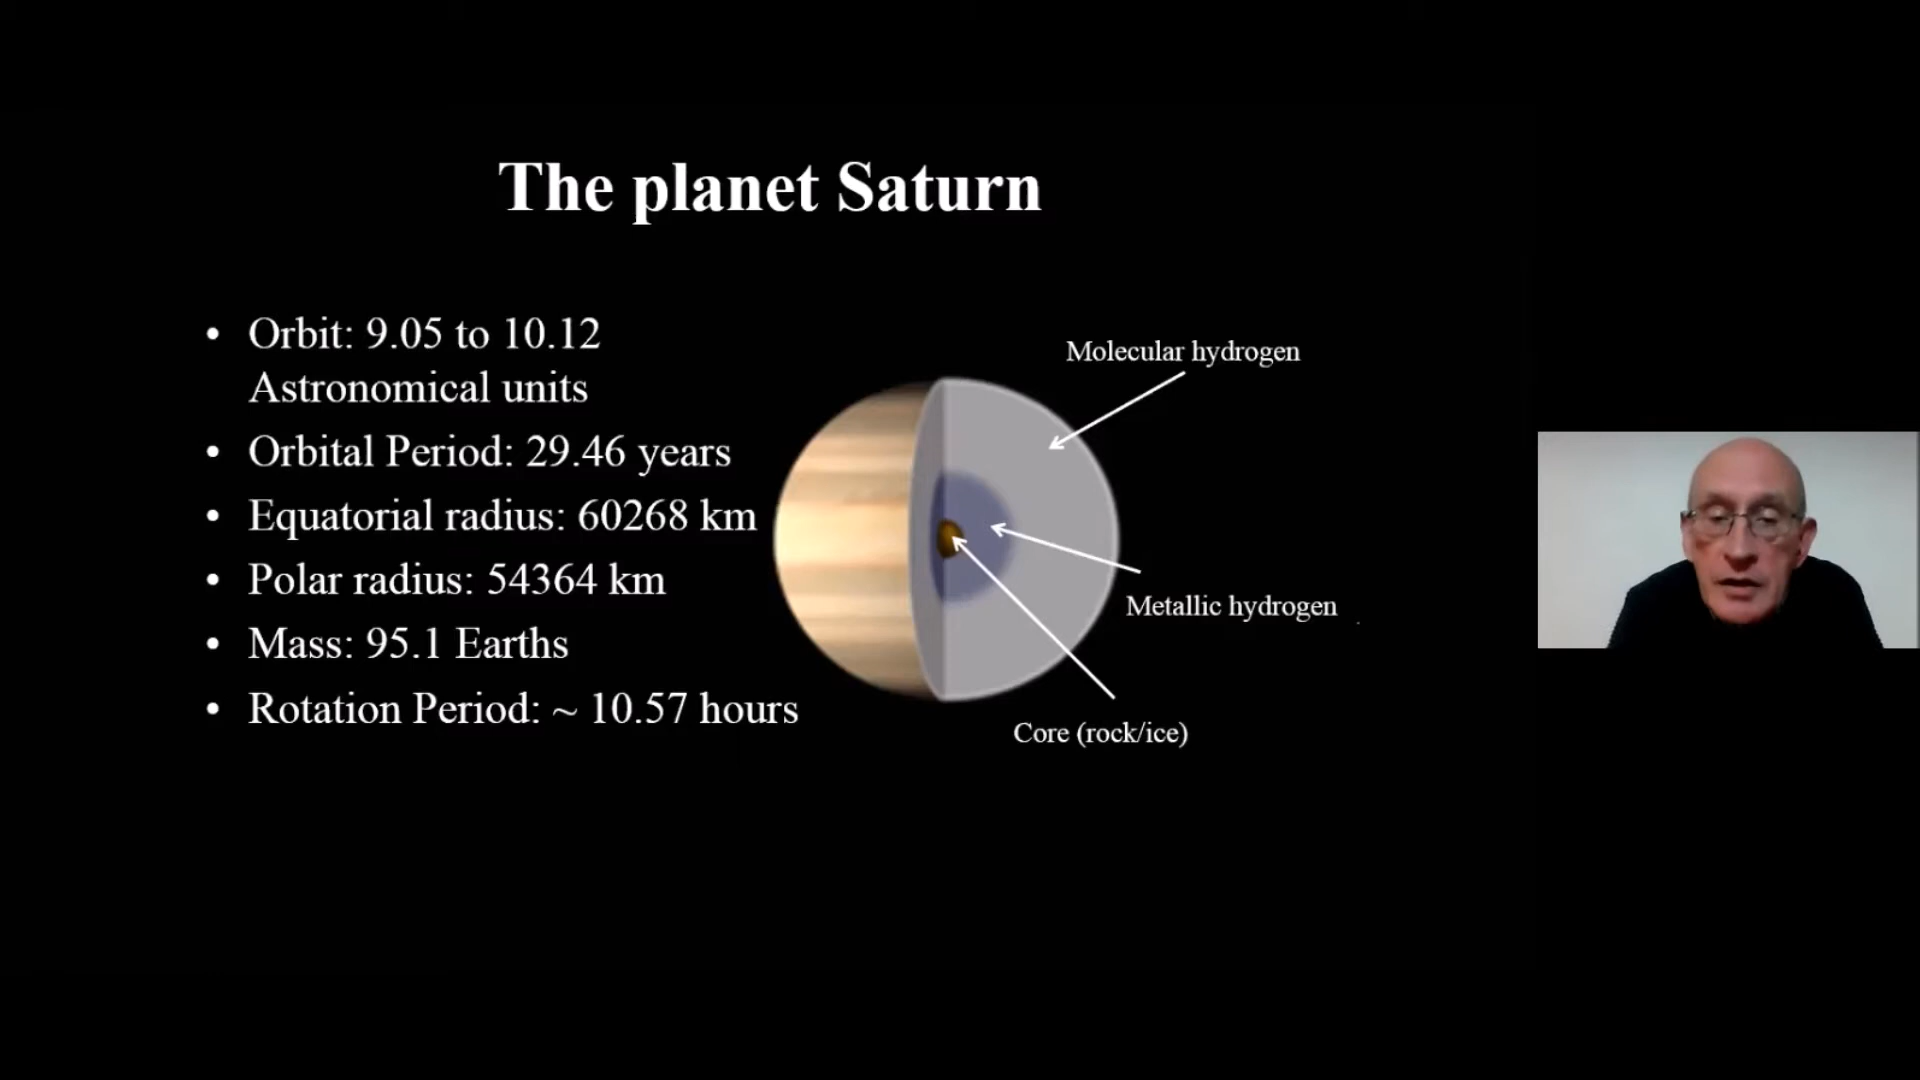 The planet Saturn
• Orbit: 9.05 to 10.12
Astronomical units
• Orbital Period: 29.46 years
• Equatorial radius: 60268 km
• Polar radius: 54364 km
• Mass: 95.1 Earths
• Rotation Period: ~ 10.57 hours
Molecular hydrogen
Metallic hydrogen
Core (rock/ice)